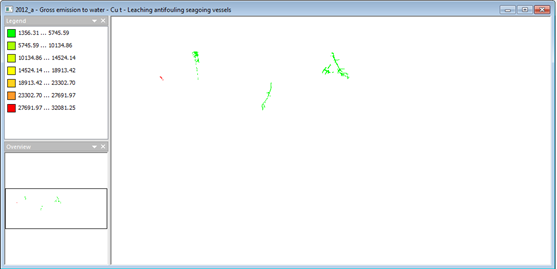 2012_a - Gross emission to water - Cu t - Leaching antifouling seagoing vessels
Legend
1356.31 ... 5745.59
5745.59 ... 10134.86
10134.86 ... 14524.14
14524.14 ... 18913.42
18913.42 ... 23302.70
23302.70 ... 27691.97
27691.97 ... 32081.25
Overview